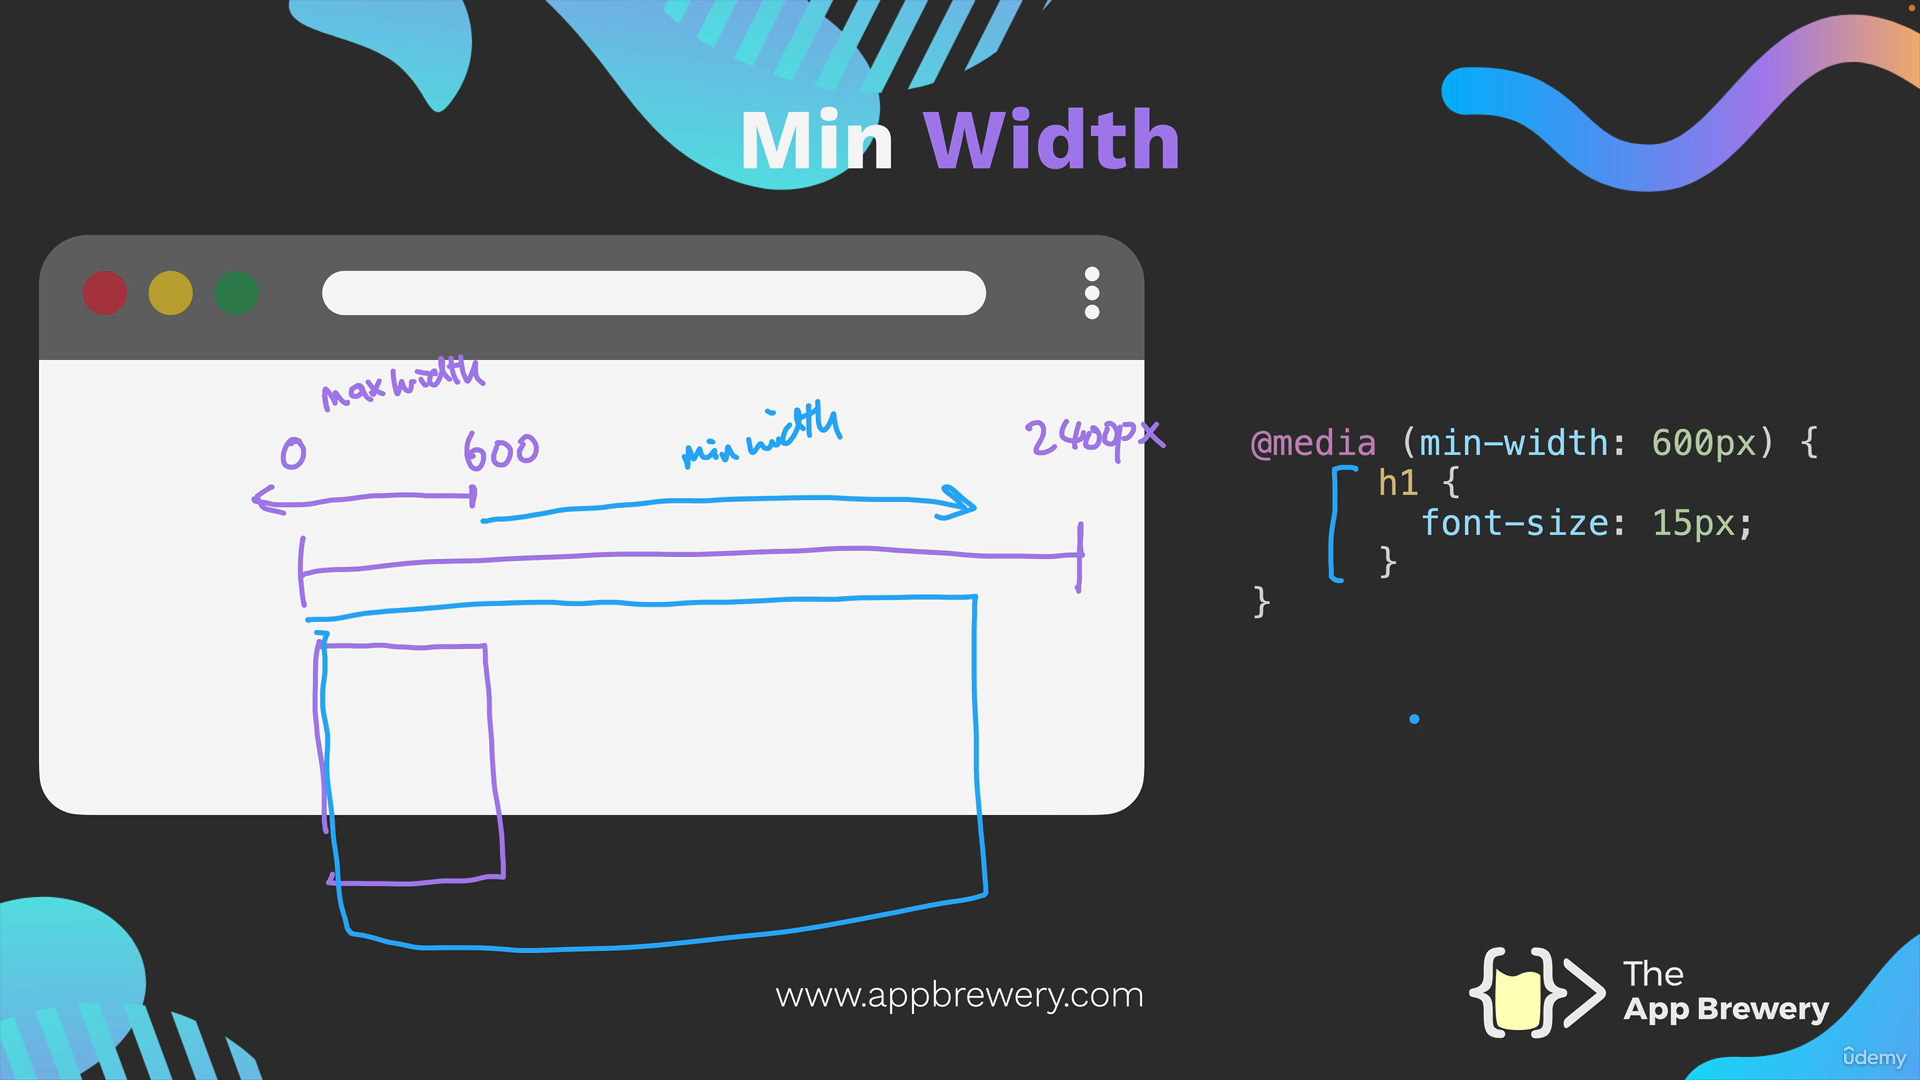 Min Width
max width
0
600
min width
2400px
@media (min-width: 600px) {
h1 {
font-size: 15px;
}
}
www.appbrewery.com
The
App Brewery
udemy